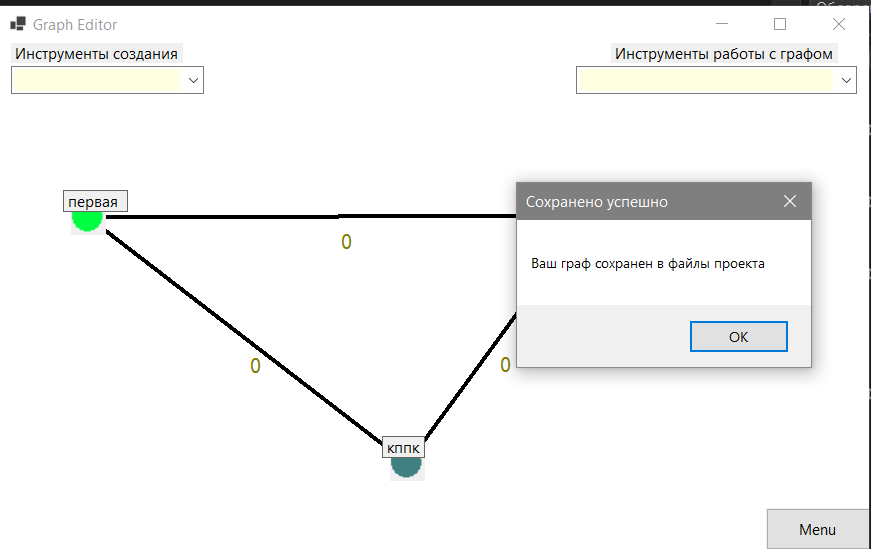 Graph Editor
Инструменты создания
Инструменты работы с графом
первая
0
Сохранено успешно
Ваш граф сохранен в файлы проекта
OK
0
0
кппк
Menu